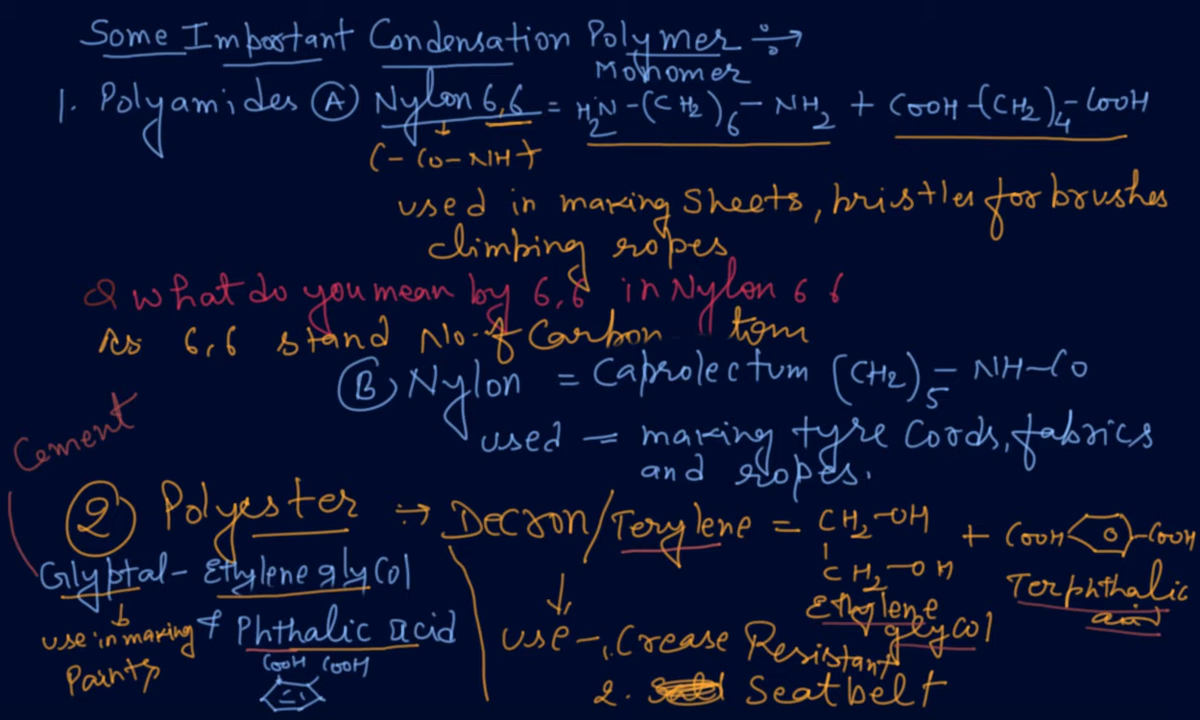 Some Important Condensation Polymer ÷→
Monomer
1. Polyamides (A) Nylon 6,6 = H2N-(CH2)6-NH2 + COOH-(CH2)4-COOH
(-CO-NH+
used in making Sheets, bristles for brushes
climbing ropes
Q What do you mean by 6,6 in Nylon 6 6
Ans 6,6 stand No. of Carbon tom
(B) Nylon = Caprolectum (CH2)5-NH-CO
used = making tyre Cords, fabrics
and ropes.
Cement
(2) Polyester → Decron/Terylene = CH2-OH + COOH-COOH
CH2-OH
Terphthalic
acid
Ethylene
glycol
Glyptal - Ethylene glycol
use in making
Paints
+ Phthalic acid
COOH COOH
use - 1. Crease Resistant
2. Seatbelt